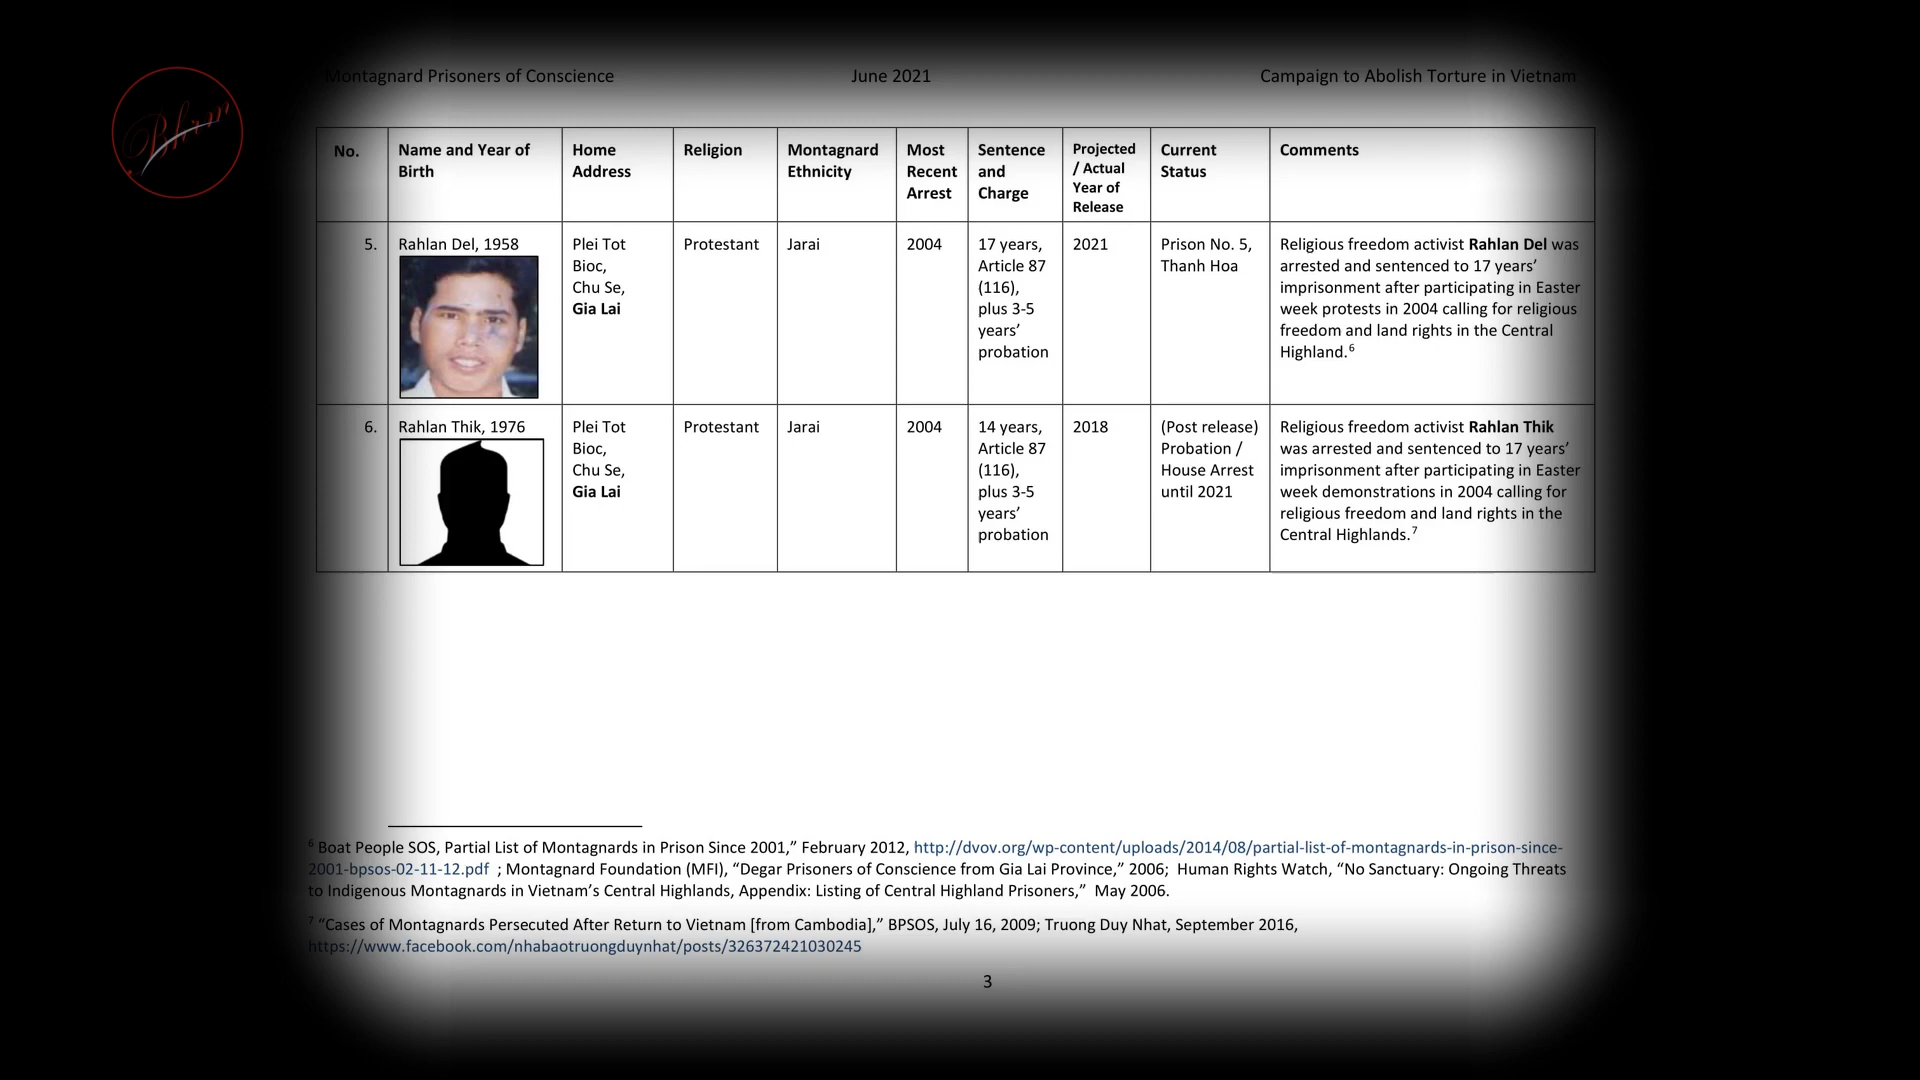 Montagnard Prisoners of Conscience June 2021 Campaign to Abolish Torture in Vietnam
Bhrm
No.
Name and Year of
Birth
Home
Address
Religion
Montagnard
Ethnicity
Most
Recent
Arrest
Sentence
and
Charge
Projected
/ Actual
Year of
Release
Current
Status
Comments
5.
Rahlan Del, 1958
Plei Tot
Bioc,
Chu Se,
Gia Lai
Protestant
Jarai
2004
17 years,
Article 87
(116),
plus 3-5
years’
probation
2021
Prison No. 5,
Thanh Hoa
Religious freedom activist Rahlan Del was
arrested and sentenced to 17 years’
imprisonment after participating in Easter
week protests in 2004 calling for religious
freedom and land rights in the Central
Highland.6
6.
Rahlan Thik, 1976
Plei Tot
Bioc,
Chu Se,
Gia Lai
Protestant
Jarai
2004
14 years,
Article 87
(116),
plus 3-5
years’
probation
2018
(Post release)
Probation /
House Arrest
until 2021
Religious freedom activist Rahlan Thik
was arrested and sentenced to 17 years’
imprisonment after participating in Easter
week demonstrations in 2004 calling for
religious freedom and land rights in the
Central Highlands.7
6 Boat People SOS, Partial List of Montagnards in Prison Since 2001,” February 2012, http://dvov.org/wp-content/uploads/2014/08/partial-list-of-montagnards-in-prison-since-
2001-bpsos-02-11-12.pdf ; Montagnard Foundation (MFI), “Degar Prisoners of Conscience from Gia Lai Province,” 2006; Human Rights Watch, “No Sanctuary: Ongoing Threats
to Indigenous Montagnards in Vietnam’s Central Highlands, Appendix: Listing of Central Highland Prisoners,” May 2006.
7 “Cases of Montagnards Persecuted After Return to Vietnam [from Cambodia],” BPSOS, July 16, 2009; Truong Duy Nhat, September 2016,
https://www.facebook.com/nhabaotruongduynhat/posts/326372421030245
3